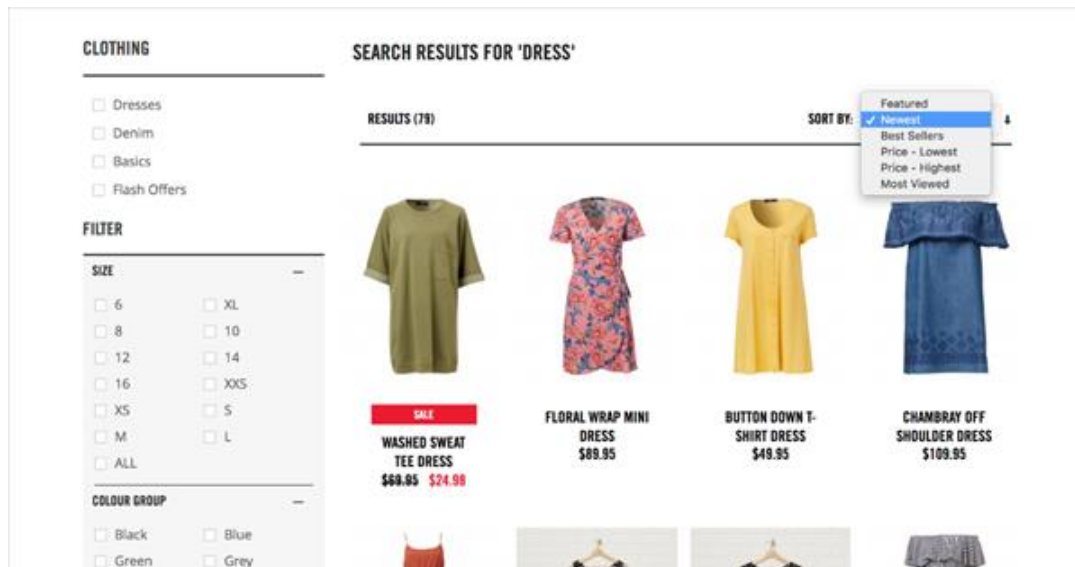 CLOTHING
Dresses
Denim
Basics
Flash Offers
FILTER
SIZE
6 XL
8 10
12 14
16 XXS
XS S
M L
ALL
COLOUR GROUP
Black Blue
Green Grey
SEARCH RESULTS FOR 'DRESS'
RESULTS (79)
SORT BY:
Featured
Newest
Best Sellers
Price - Lowest
Price - Highest
Most Viewed
SALE
WASHED SWEAT
TEE DRESS
$69.95 $24.98
FLORAL WRAP MINI
DRESS
$89.95
BUTTON DOWN T-
SHIRT DRESS
$49.95
CHAMBRAY OFF
SHOULDER DRESS
$109.95